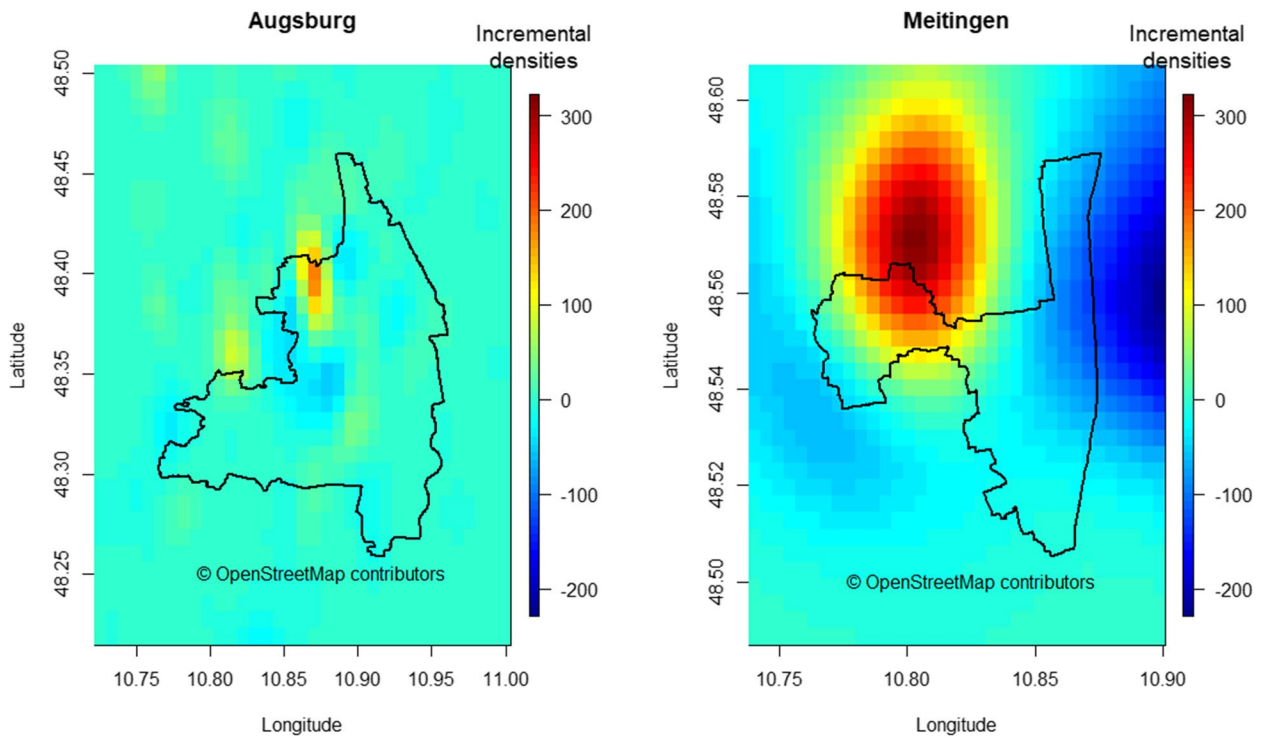 Augsburg
Incremental
densities
48.50
48.45
48.40
48.35
48.30
48.25
Latitude
300
200
100
0
-100
-200
© OpenStreetMap contributors
10.75 10.80 10.85 10.90 10.95 11.00
Longitude
Meitingen
Incremental
densities
48.60
48.58
48.56
48.54
48.52
48.50
Latitude
300
200
100
0
-100
-200
© OpenStreetMap contributors
10.75 10.80 10.85 10.90
Longitude